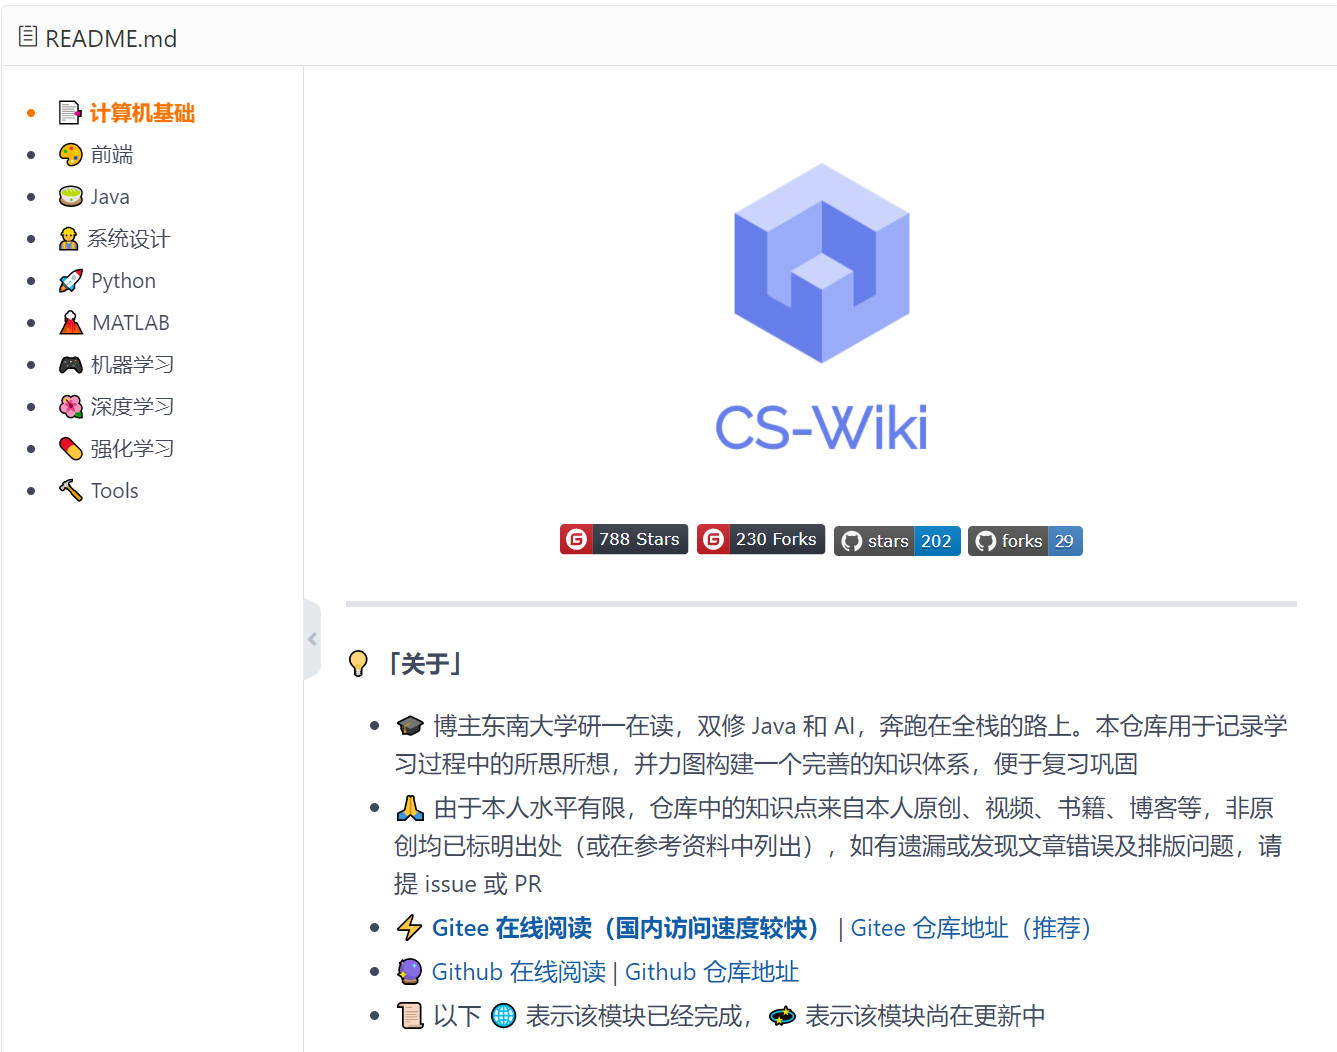 README.md
计算机基础
前端
Java
系统设计
Python
MATLAB
机器学习
深度学习
强化学习
Tools
CS-Wiki
788 Stars
230 Forks
stars 202
forks 29
「关于」
博主东南大学研一在读，双修 Java 和 AI，奔跑在全栈的路上。本仓库用于记录学
习过程中的所思所想，并力图构建一个完善的知识体系，便于复习巩固
由于本人水平有限，仓库中的知识点来自本人原创、视频、书籍、博客等，非原
创均已标明出处（或在参考资料中列出），如有遗漏或发现文章错误及排版问题，请
提 issue 或 PR
Gitee 在线阅读（国内访问速度较快） | Gitee 仓库地址（推荐）
Github 在线阅读 | Github 仓库地址
以下 🌐 表示该模块已经完成，💫 表示该模块尚在更新中